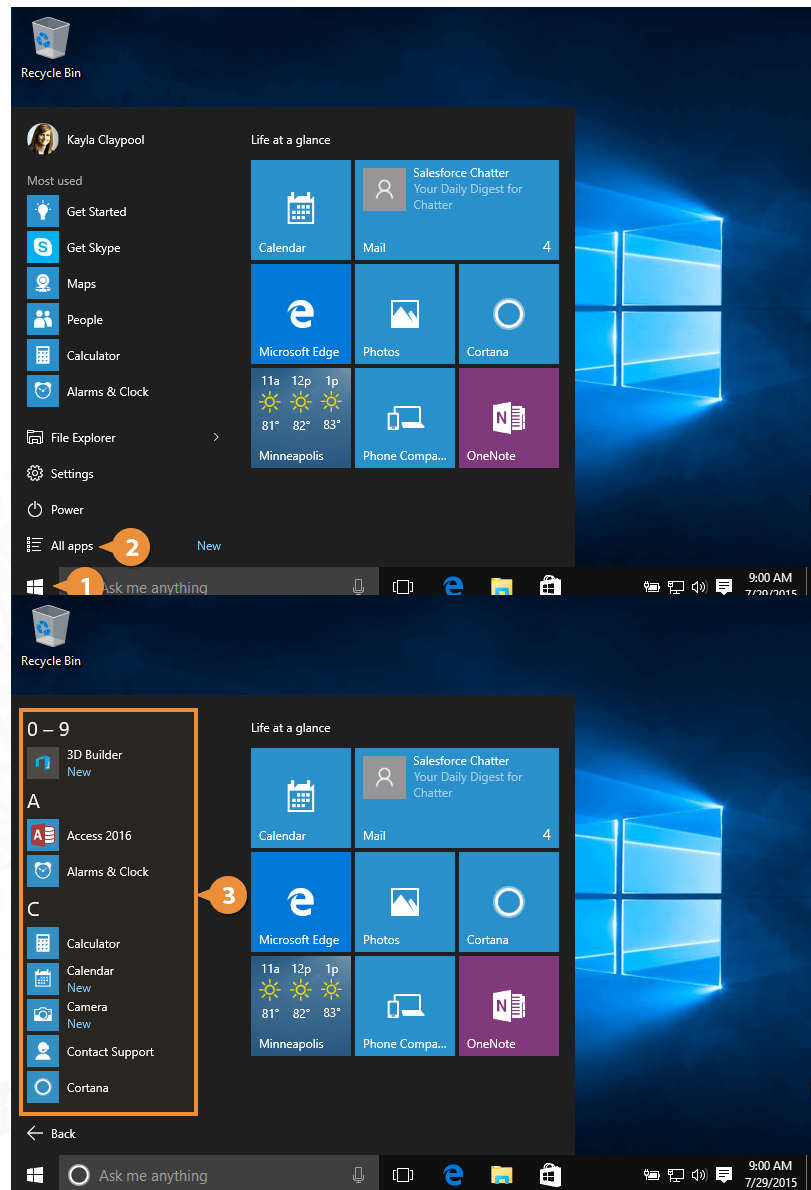 Recycle Bin
Kayla Claypool
Most used
Get Started
Get Skype
Maps
People
Calculator
Alarms & Clock
File Explorer
Settings
Power
All apps
2
New
Life at a glance
Calendar
Salesforce Chatter
Your Daily Digest for
Chatter
Mail
4
Microsoft Edge
Photos
Cortana
11a 12p 1p
81° 82° 83°
Minneapolis
Phone Compa...
N
OneNote
1
Ask me anything
9:00 AM
7/29/2015
Recycle Bin
0 – 9
3D Builder
New
A
Access 2016
Alarms & Clock
C
Calculator
Calendar
New
Camera
New
Contact Support
Cortana
3
Back
Life at a glance
Calendar
Salesforce Chatter
Your Daily Digest for
Chatter
Mail
4
Microsoft Edge
Photos
Cortana
11a 12p 1p
81° 82° 83°
Minneapolis
Phone Compa...
N
OneNote
Ask me anything
9:00 AM
7/29/2015